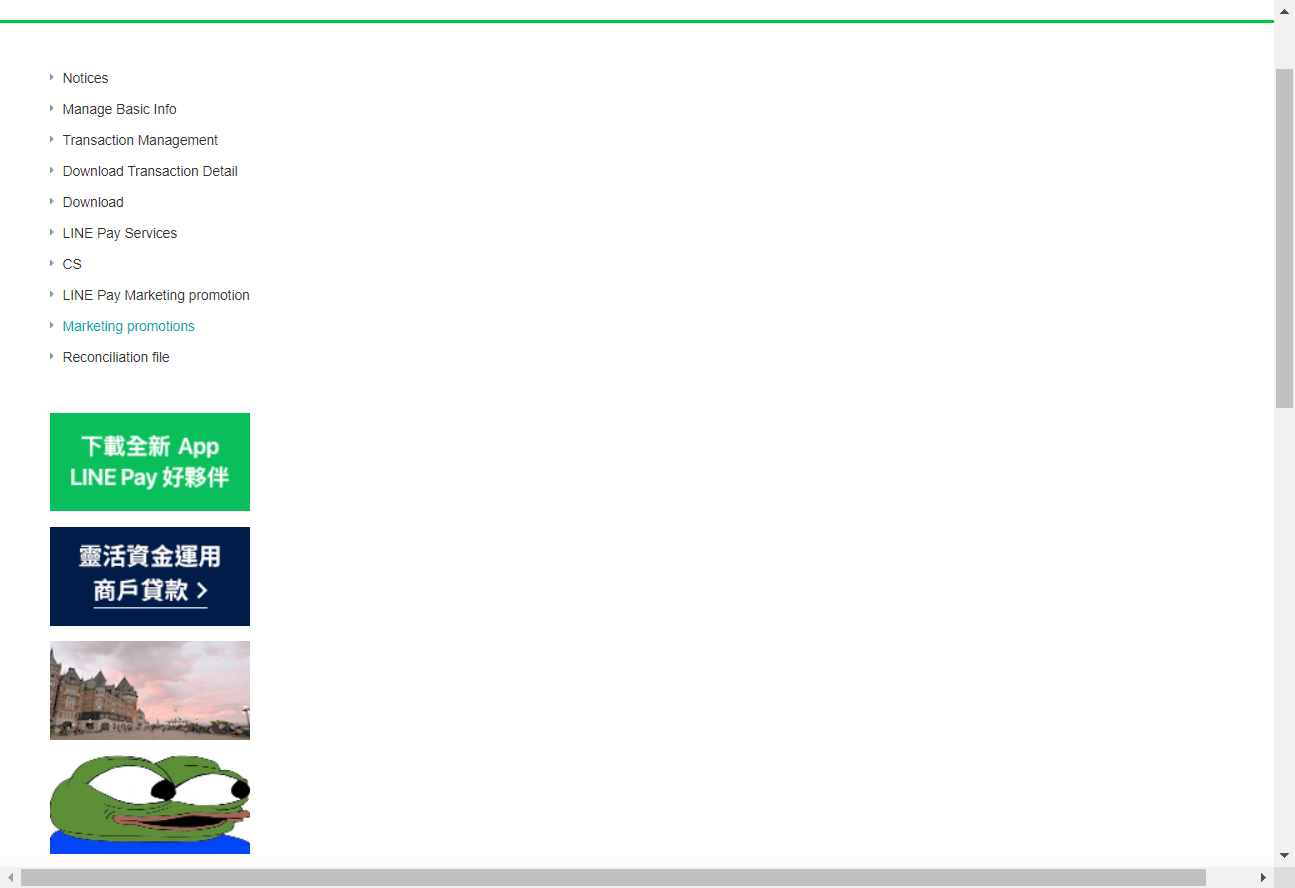 Notices
Manage Basic Info
Transaction Management
Download Transaction Detail
Download
LINE Pay Services
CS
LINE Pay Marketing promotion
Marketing promotions
Reconciliation file
下載全新 App
LINE Pay 好夥伴
靈活資金運用
商戶貸款 >